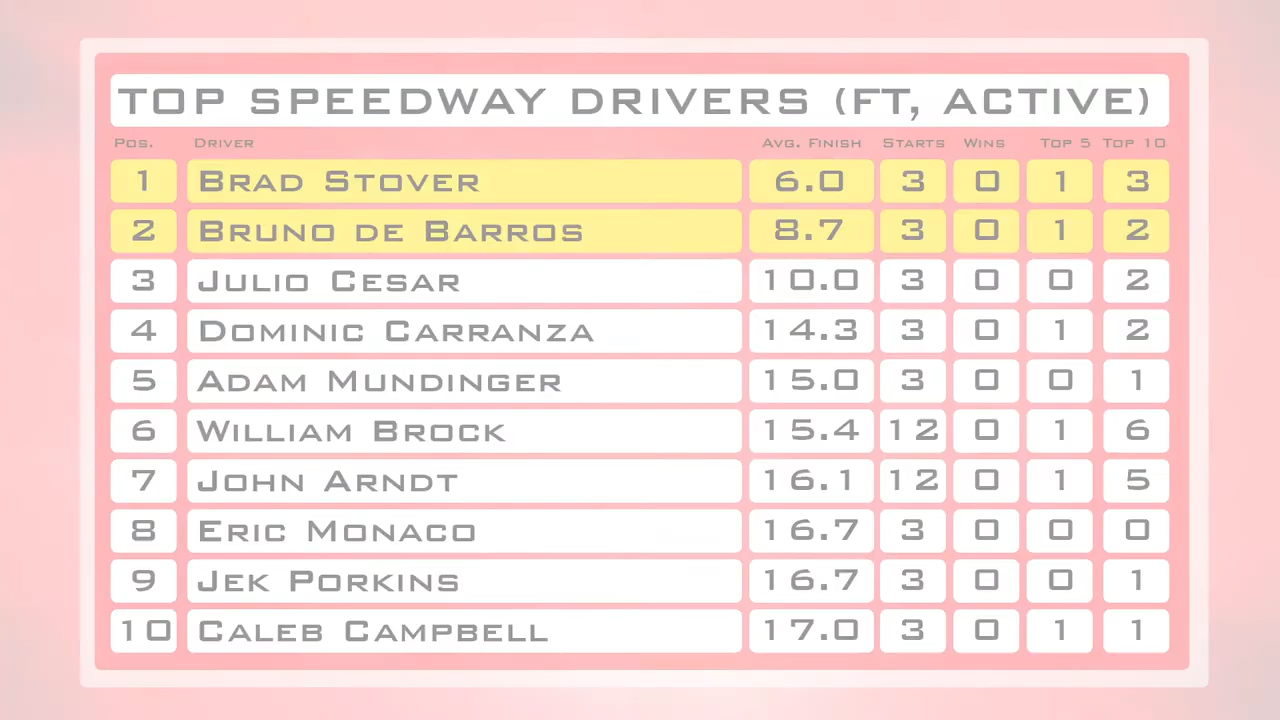 TOP SPEEDWAY DRIVERS (FT, ACTIVE)
POS. DRIVER AVG. FINISH STARTS WINS TOP 5 TOP 10
1 BRAD STOVER 6.0 3 0 1 3
2 BRUNO DE BARROS 8.7 3 0 1 2
3 JULIO CESAR 10.0 3 0 0 2
4 DOMINIC CARRANZA 14.3 3 0 1 2
5 ADAM MUNDINGER 15.0 3 0 0 1
6 WILLIAM BROCK 15.4 12 0 1 6
7 JOHN ARNDT 16.1 12 0 1 5
8 ERIC MONACO 16.7 3 0 0 0
9 JEK PORKINS 16.7 3 0 0 1
10 CALEB CAMPBELL 17.0 3 0 1 1